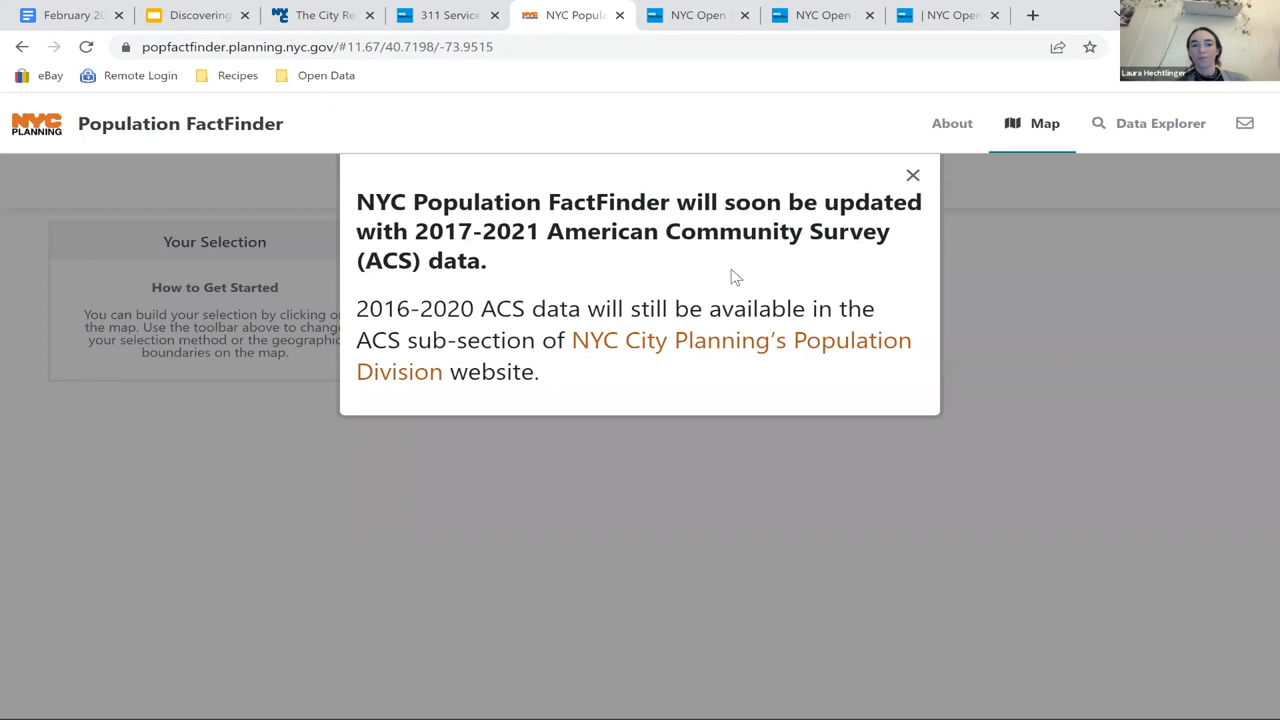 February 20
Discovering
The City Re
311 Service
NYC Popula
NYC Open
NYC Open
| NYC Open
popfactfinder.planning.nyc.gov/#11.67/40.7198/-73.9515
eBay
Remote Login
Recipes
Open Data
Laura Hechtlinger
NYC
PLANNING
Population FactFinder
About
Map
Data Explorer
NYC Population FactFinder will soon be updated
with 2017-2021 American Community Survey
(ACS) data.
2016-2020 ACS data will still be available in the
ACS sub-section of NYC City Planning's Population
Division website.
Your Selection
How to Get Started
You can build your selection by clicking o
the map. Use the toolbar above to chang
your selection method or the geographi
boundaries on the map.